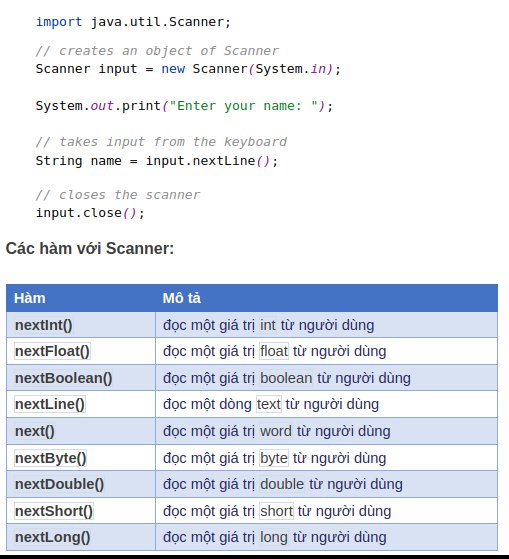 import java.util.Scanner;
// creates an object of Scanner
Scanner input = new Scanner(System.in);
System.out.print("Enter your name: ");
// takes input from the keyboard
String name = input.nextLine();
// closes the scanner
input.close();
Các hàm với Scanner:
Hàm Mô tả
nextInt() đọc một giá trị int từ người dùng
nextFloat() đọc một giá trị float từ người dùng
nextBoolean() đọc một giá trị boolean từ người dùng
nextLine() đọc một dòng text từ người dùng
next() đọc một giá trị word từ người dùng
nextByte() đọc một giá trị byte từ người dùng
nextDouble() đọc một giá trị double từ người dùng
nextShort() đọc một giá trị short từ người dùng
nextLong() đọc một giá trị long từ người dùng